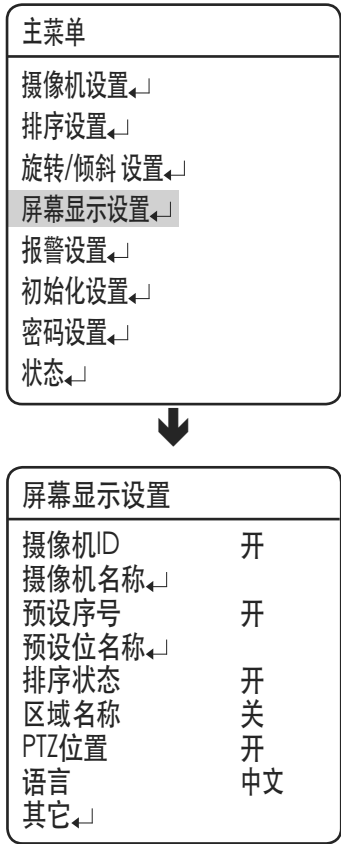 主菜单
摄像机设置↵
排序设置↵
旋转/倾斜 设置↵
屏幕显示设置↵
报警设置↵
初始化设置↵
密码设置↵
状态↵
屏幕显示设置
摄像机ID 开
摄像机名称↵
预设序号 开
预设位名称↵
排序状态 开
区域名称 关
PTZ位置 开
语言 中文
其它↵